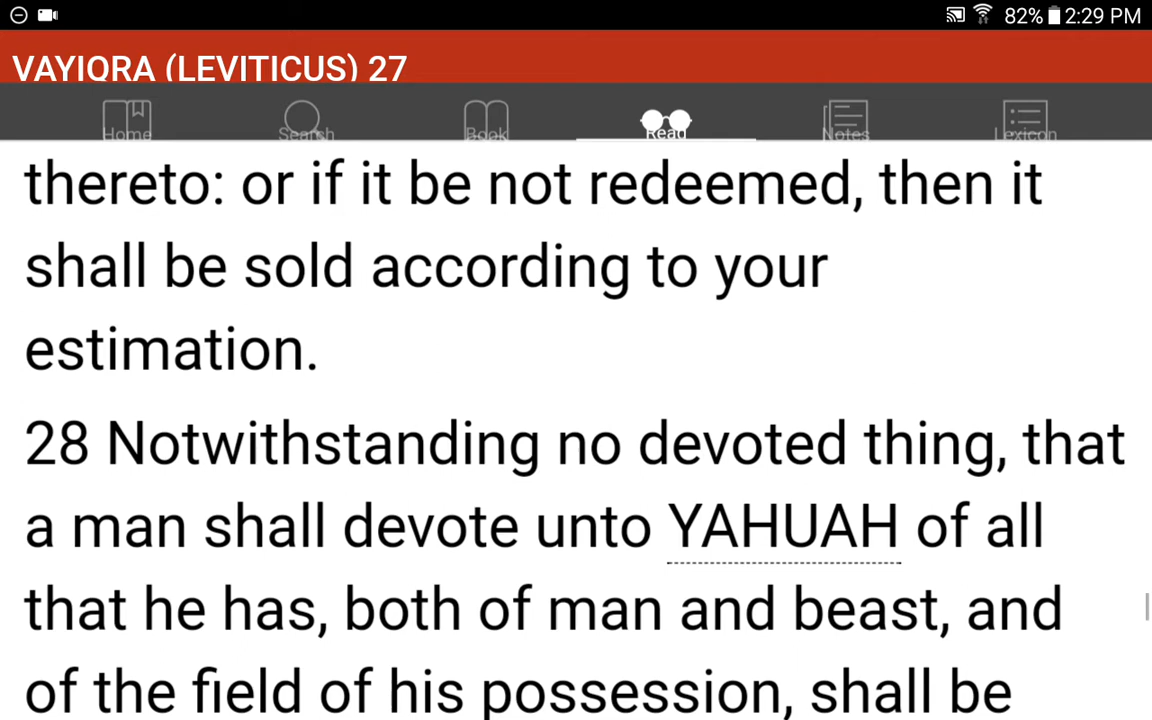 82% 2:29 PM
VAYIQRA (LEVITICUS) 27
Home Search Book Read Notes Lexicon
thereto: or if it be not redeemed, then it
shall be sold according to your
estimation.
28 Notwithstanding no devoted thing, that
a man shall devote unto YAHUAH of all
that he has, both of man and beast, and
of the field of his possession, shall be